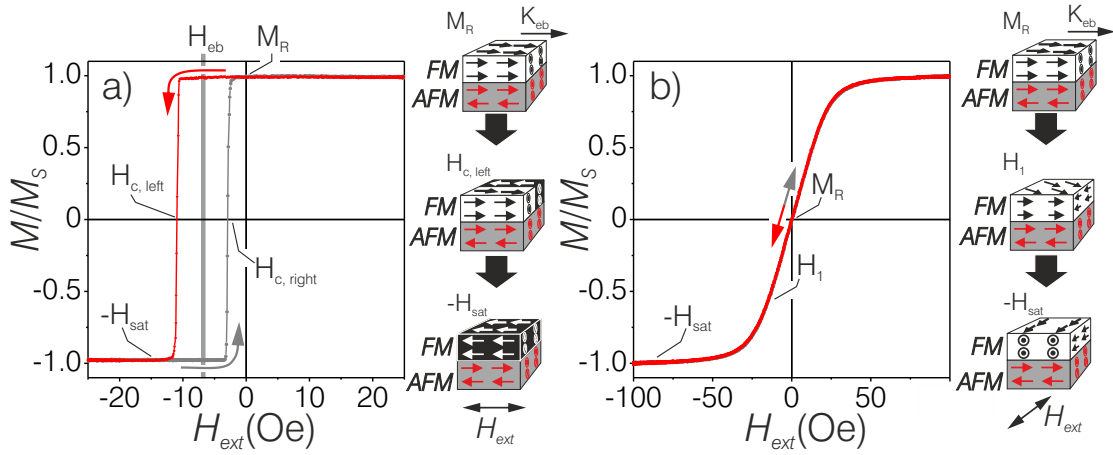 H_eb
M_R
a)
1.0
0.5
0
-0.5
-1.0
M/M_S
H_c, left
H_c, right
-H_sat
-20
-10
0
10
20
H_ext(Oe)
M_R
K_eb
FM
AFM
H_c, left
FM
AFM
-H_sat
FM
AFM
H_ext
b)
1.0
0.5
0
-0.5
-1.0
M/M_S
M_R
H_1
-H_sat
-100
-50
0
50
H_ext(Oe)
M_R
K_eb
FM
AFM
H_1
FM
AFM
-H_sat
FM
AFM
H_ext